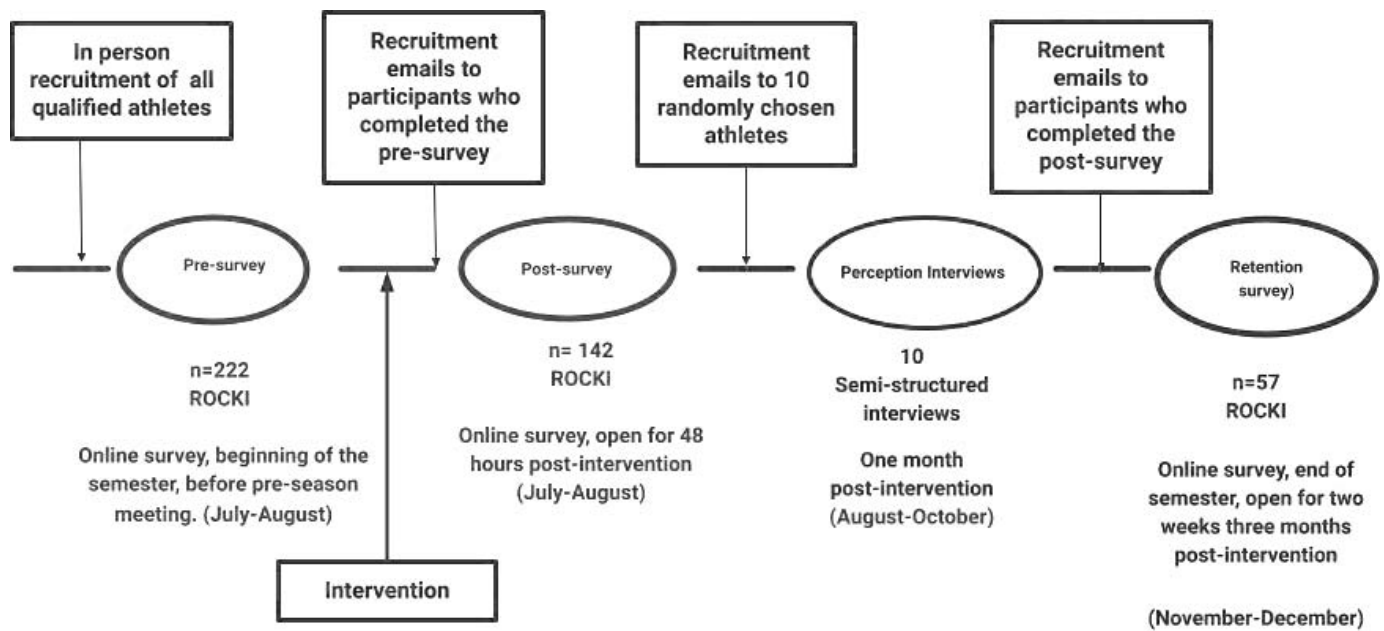 In person
recruitment of all
qualified athletes
Recruitment
emails to
participants who
completed the
pre-survey
Recruitment
emails to 10
randomly chosen
athletes
Recruitment
emails to
participants who
completed the
post-survey
Pre-survey
Post-survey
Perception Interviews
Retention
survey)
n=222
ROCKI
Online survey, beginning of the
semester, before pre-season
meeting. (July-August)
n= 142
ROCKI
Online survey, open for 48
hours post-intervention
(July-August)
10
Semi-structured
interviews
One month
post-intervention
(August-October)
n=57
ROCKI
Online survey, end of
semester, open for two
weeks three months
post-intervention
(November-December)
Intervention